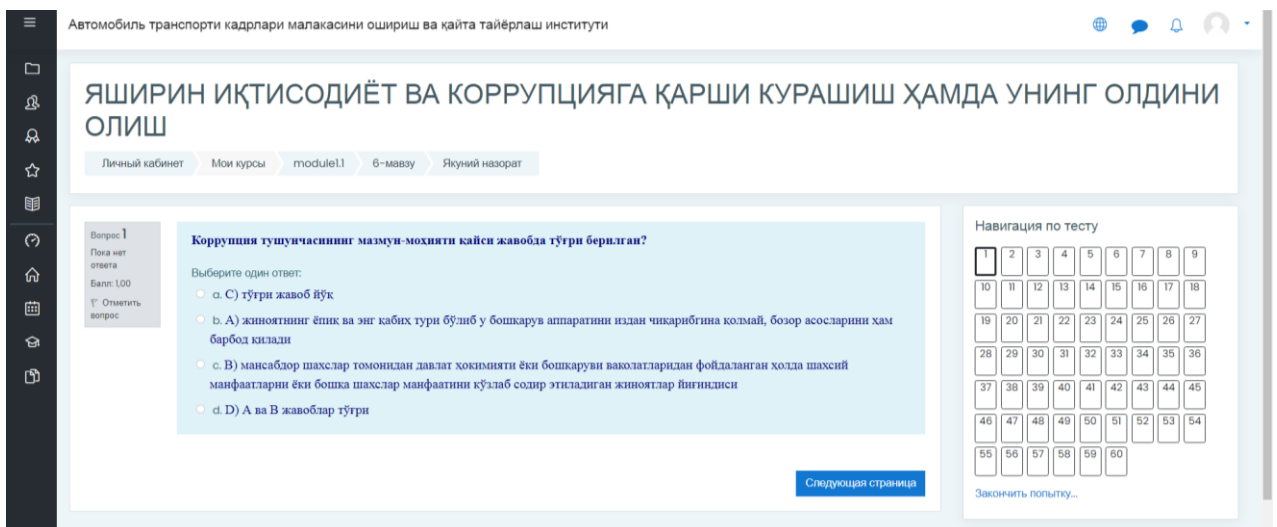 Автомобиль транспорти кадрлари малакасини ошириш ва қайта тайёрлаш институти
ЯШИРИН ИҚТИСОДИЁТ ВА КОРРУПЦИЯГА ҚАРШИ КУРАШИШ ҲАМДА УНИНГ ОЛДИНИ
ОЛИШ
Личный кабинет Мои курсы module1.1 6-мавзу Якуний назорат
Вопрос 1
Пока нет
ответа
Балл: 1,00
Отметить
вопрос
Коррупция тушунчасининг мазмун-моҳияти қайси жавобда тўғри берилган?
Выберите один ответ:
a. C) тўғри жавоб йўқ
b. A) жиноятнинг ёпиқ ва энг қабиҳ тури бўлиб у бошқарув аппаратини издан чиқарибгина қолмай, бозор асосларини ҳам
барбод қилади
c. B) мансабдор шахслар томонидан давлат ҳокимияти ёки бошқаруви ваколатларидан фойдаланган ҳолда шахсий
манфаатларни ёки бошқа шахслар манфаатини кўзлаб содир этиладиган жиноятлар йиғиндиси
d. D) A ва B жавоблар тўғри
Следующая страница
Навигация по тесту
1 2 3 4 5 6 7 8 9
10 11 12 13 14 15 16 17 18
19 20 21 22 23 24 25 26 27
28 29 30 31 32 33 34 35 36
37 38 39 40 41 42 43 44 45
46 47 48 49 50 51 52 53 54
55 56 57 58 59 60
Закончить попытку...